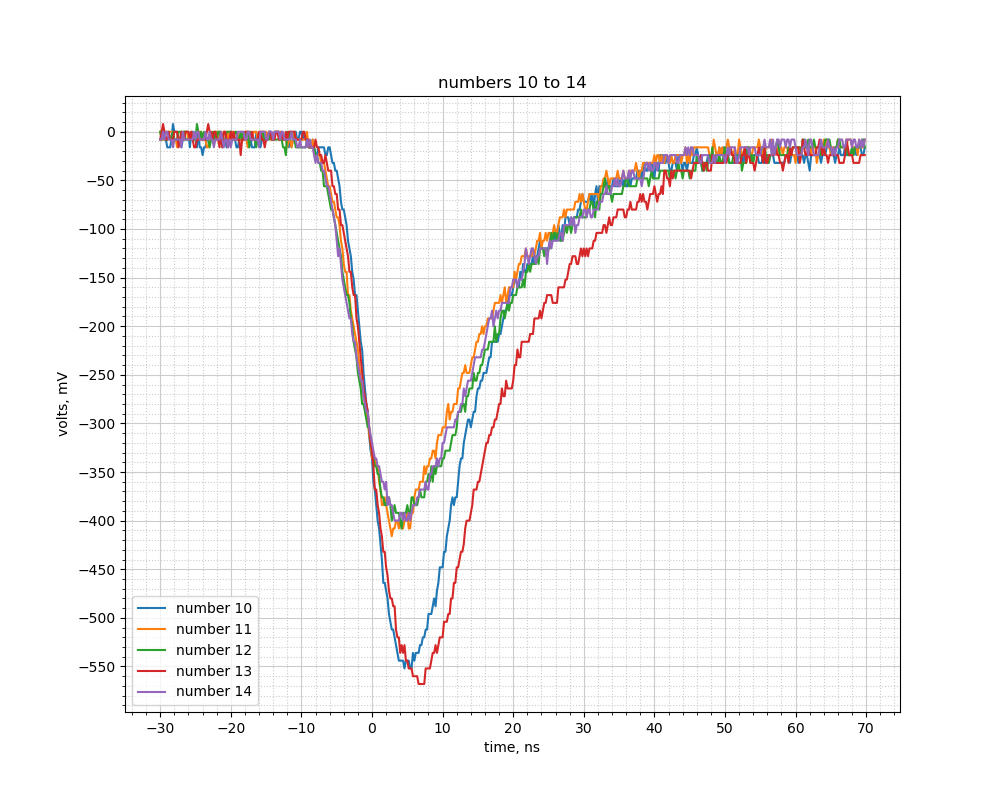 numbers 10 to 14
volts, mV
0
−50
−100
−150
−200
−250
−300
−350
−400
−450
−500
−550
number 10
number 11
number 12
number 13
number 14
−30 −20 −10 0 10 20 30 40 50 60 70
time, ns